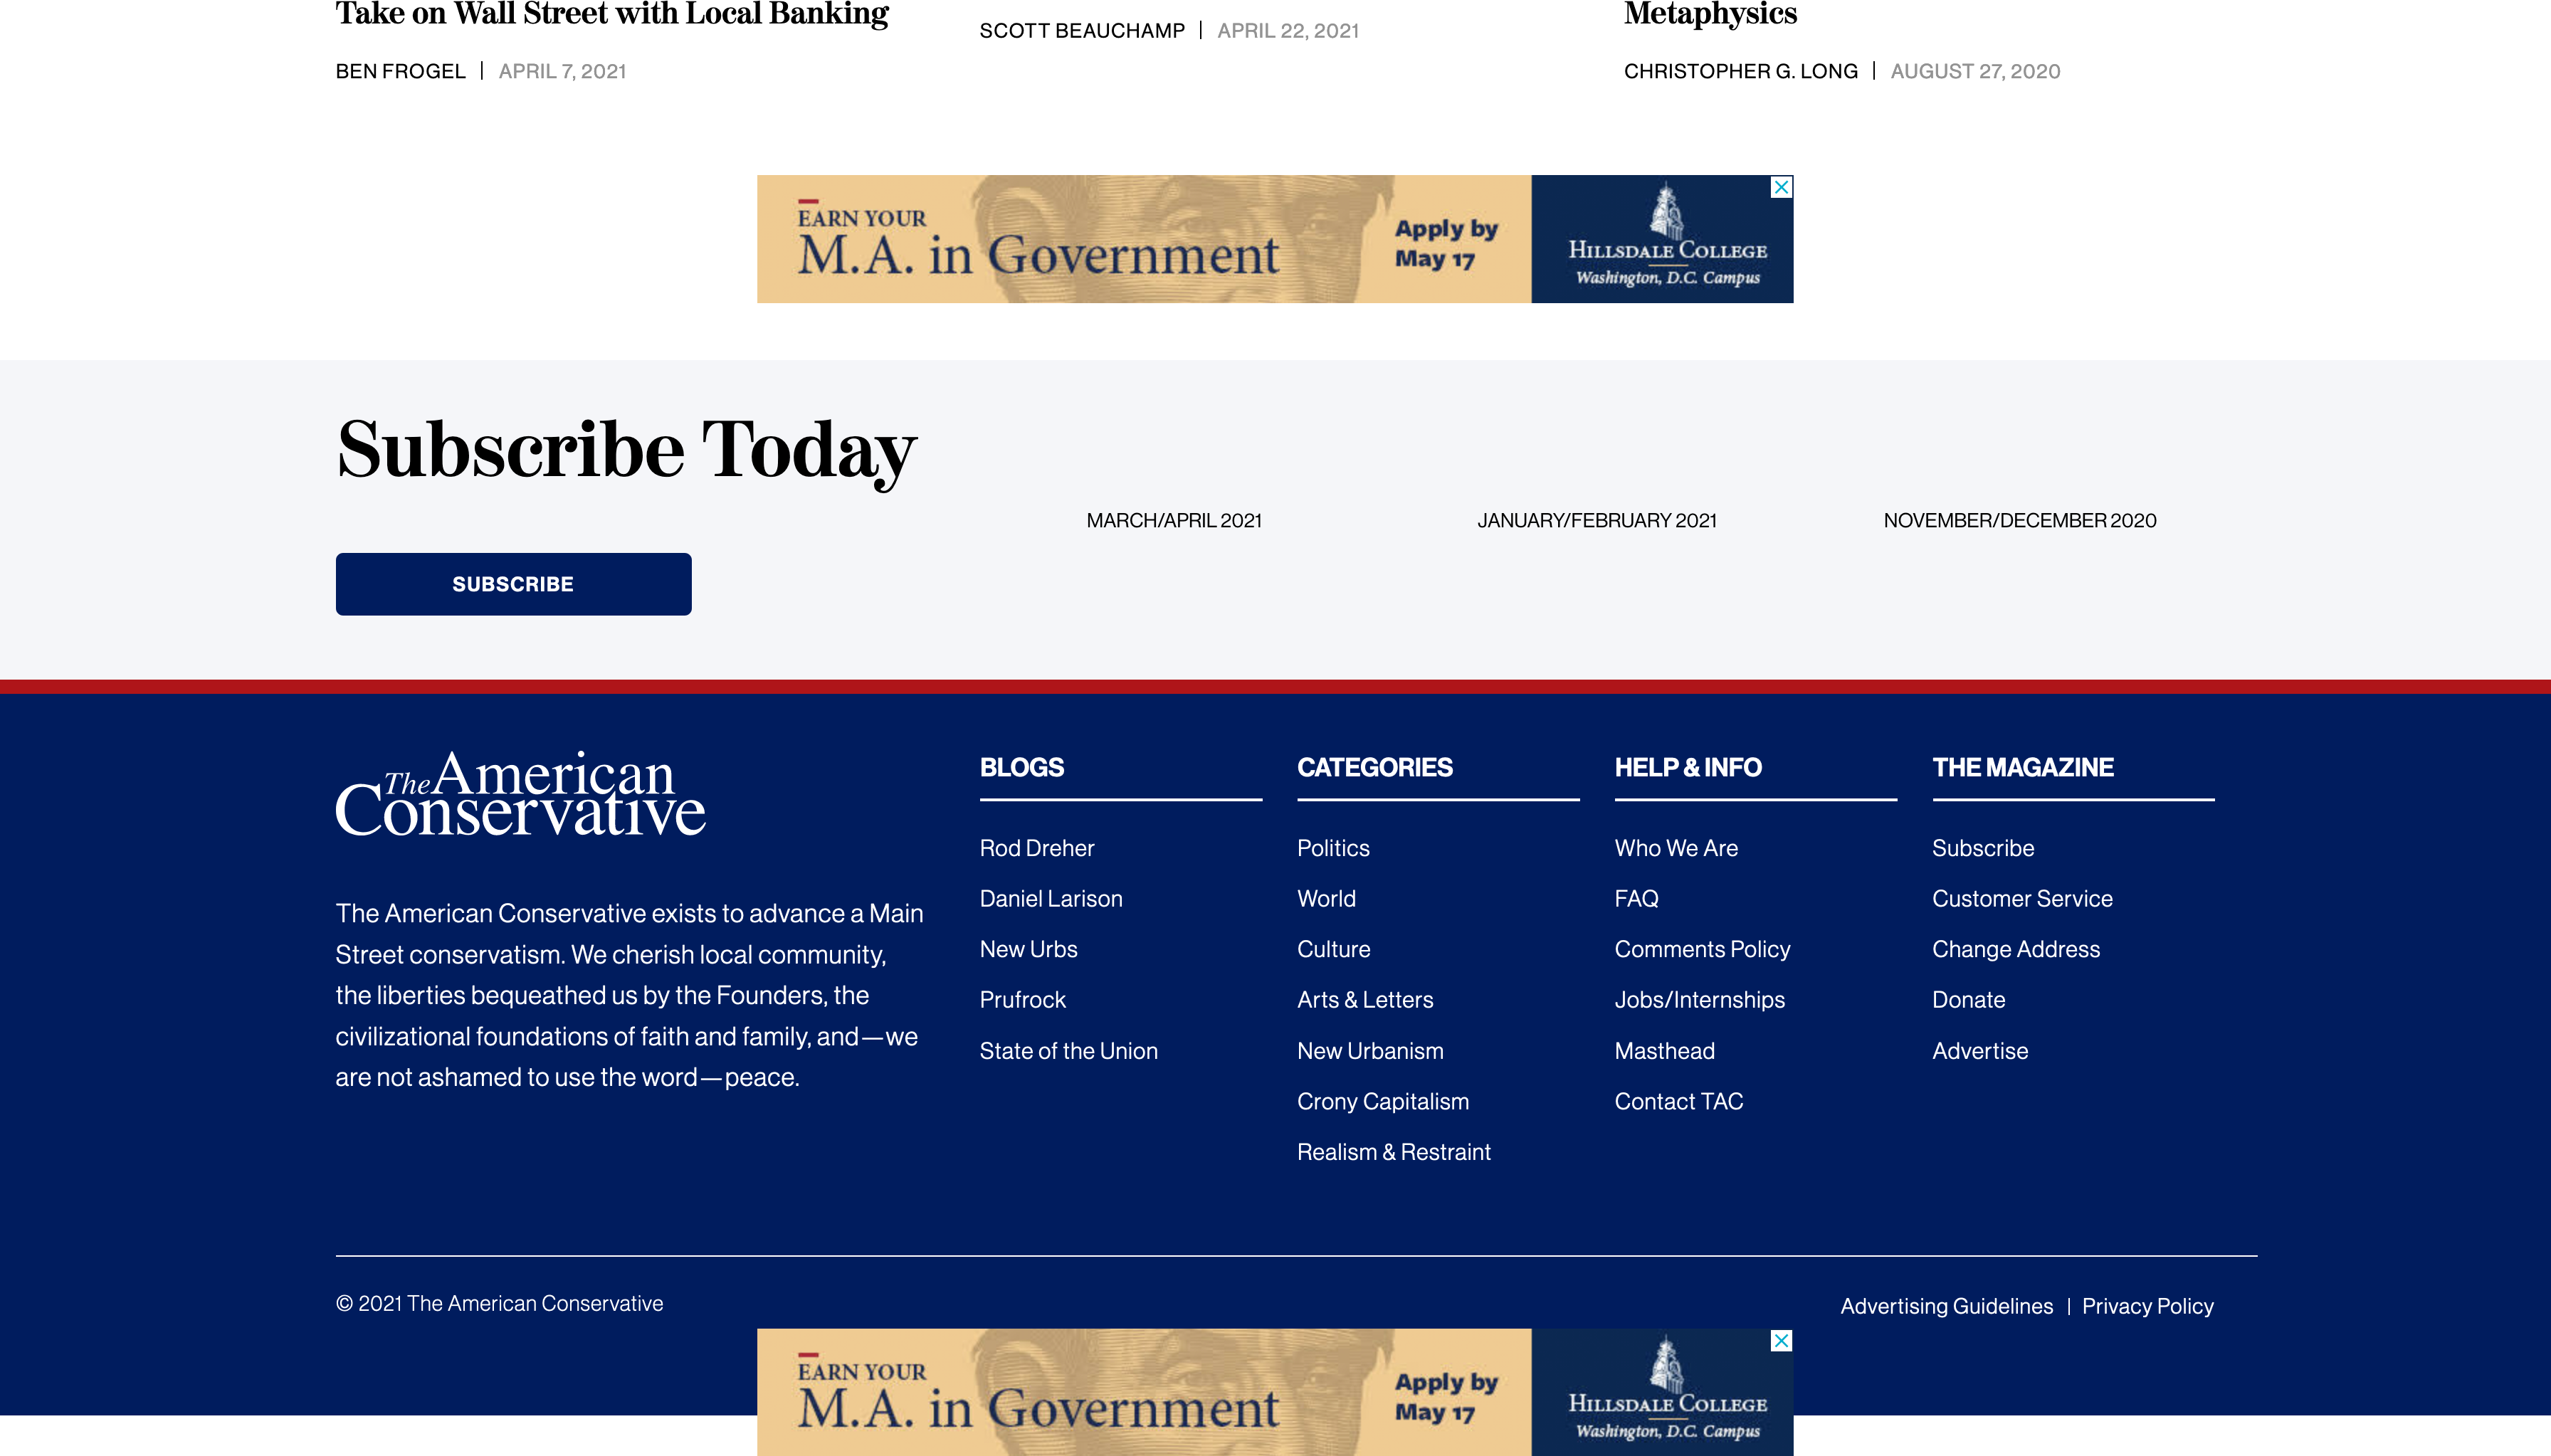 Take on Wall Street with Local Banking
BEN FROGEL | APRIL 7, 2021
SCOTT BEAUCHAMP | APRIL 22, 2021
Metaphysics
CHRISTOPHER G. LONG | AUGUST 27, 2020
EARN YOUR
M.A. in Government
Apply by
May 17
HILLSDALE COLLEGE
Washington, D.C. Campus
Subscribe Today
SUBSCRIBE
MARCH/APRIL 2021
JANUARY/FEBRUARY 2021
NOVEMBER/DECEMBER 2020
The American
Conservative
The American Conservative exists to advance a Main
Street conservatism. We cherish local community,
the liberties bequeathed us by the Founders, the
civilizational foundations of faith and family, and—we
are not ashamed to use the word—peace.
BLOGS
Rod Dreher
Daniel Larison
New Urbs
Prufrock
State of the Union
CATEGORIES
Politics
World
Culture
Arts & Letters
New Urbanism
Crony Capitalism
Realism & Restraint
HELP & INFO
Who We Are
FAQ
Comments Policy
Jobs/Internships
Masthead
Contact TAC
THE MAGAZINE
Subscribe
Customer Service
Change Address
Donate
Advertise
© 2021 The American Conservative
Advertising Guidelines | Privacy Policy
EARN YOUR
M.A. in Government
Apply by
May 17
HILLSDALE COLLEGE
Washington, D.C. Campus